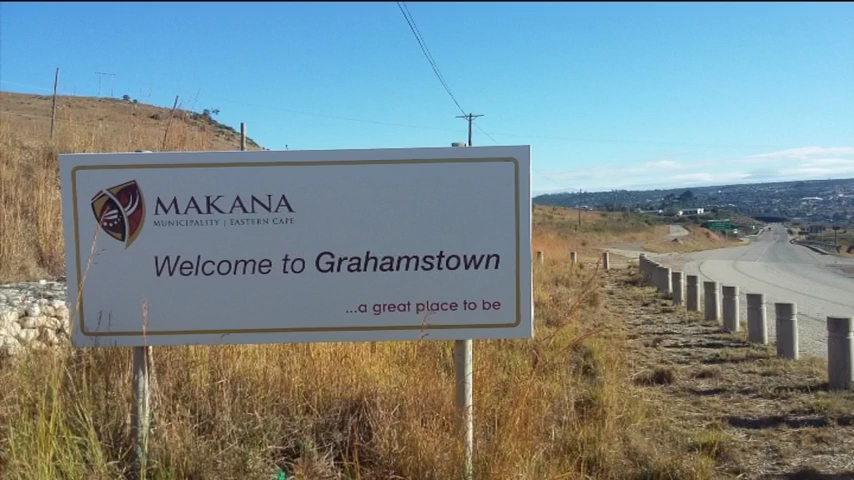 MAKANA
MUNICIPALITY | EASTERN CAPE
Welcome to Grahamstown
...a great place to be